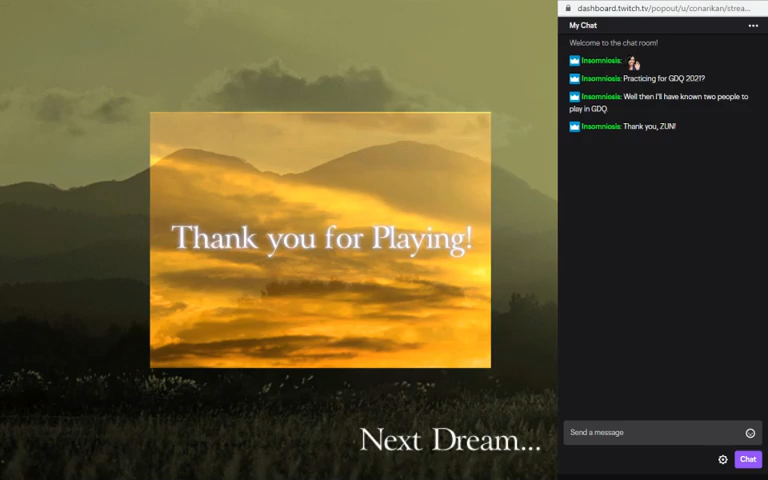 dashboard.twitch.tv/popout/u/conarikan/strea...
My Chat
Welcome to the chat room!
Insomniosis:
Insomniosis: Practicing for GDQ 2021?
Insomniosis: Well then I'll have known two people to
play in GDQ.
Insomniosis: Thank you, ZUN!
Thank you for Playing!
Next Dream...
Send a message
Chat